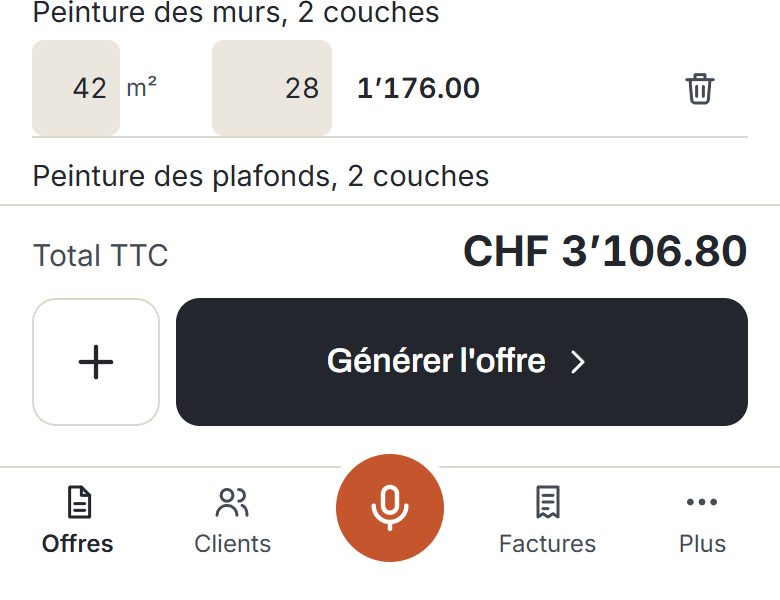 Peinture des murs, 2 couches
42 m² 28 1’176.00
Peinture des plafonds, 2 couches
Total TTC CHF 3’106.80
Générer l'offre
Offres Clients Factures Plus